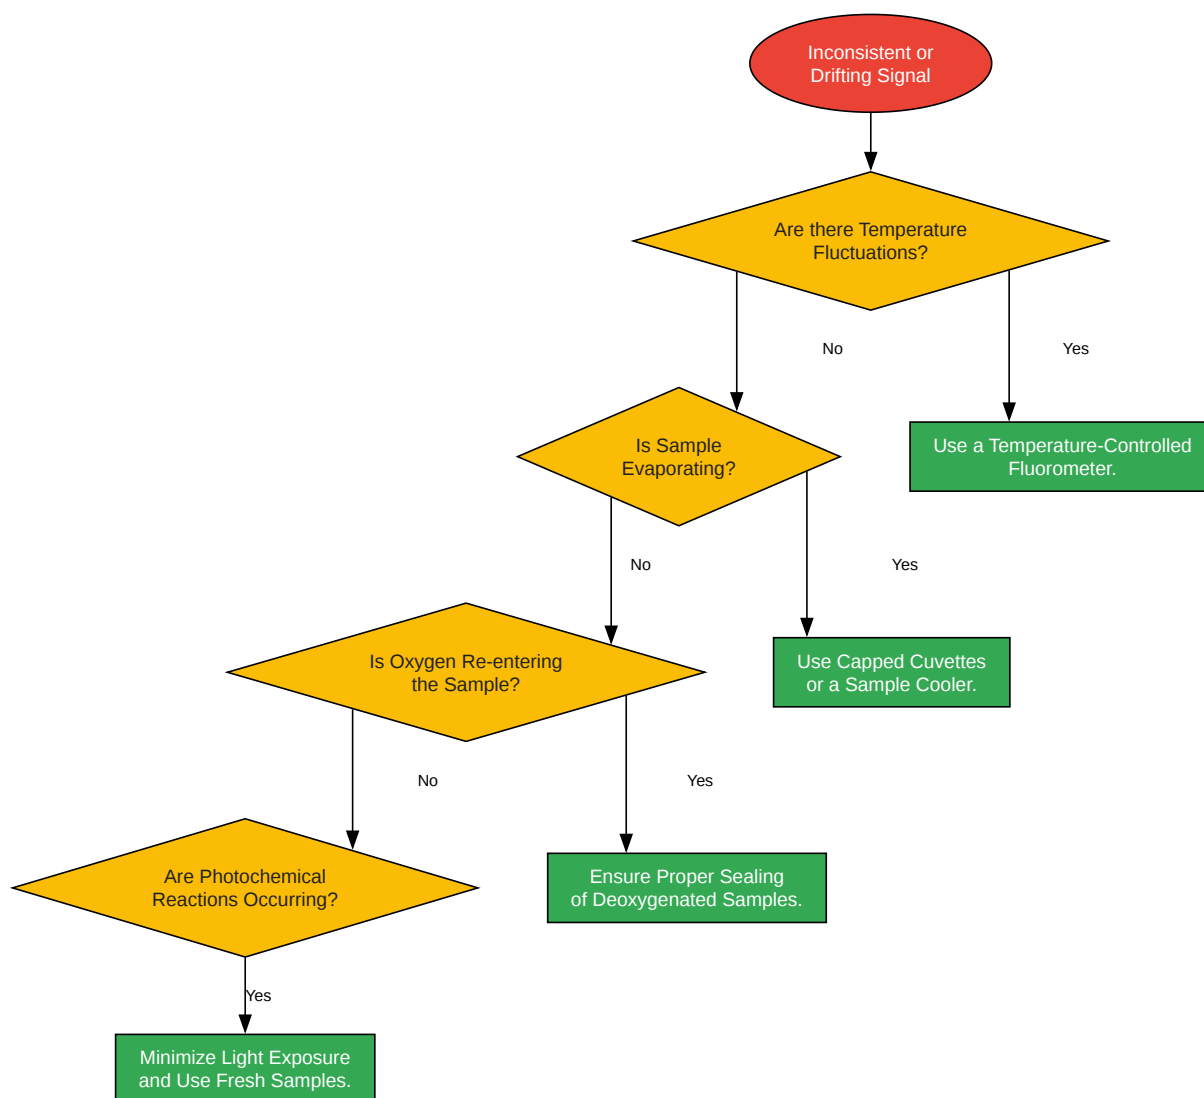 Inconsistent or
Drifting Signal
Are there Temperature
Fluctuations?
No
Yes
Is Sample
Evaporating?
Use a Temperature-Controlled
Fluorometer.
No
Yes
Is Oxygen Re-entering
the Sample?
Use Capped Cuvettes
or a Sample Cooler.
No
Yes
Are Photochemical
Reactions Occurring?
Ensure Proper Sealing
of Deoxygenated Samples.
Yes
Minimize Light Exposure
and Use Fresh Samples.